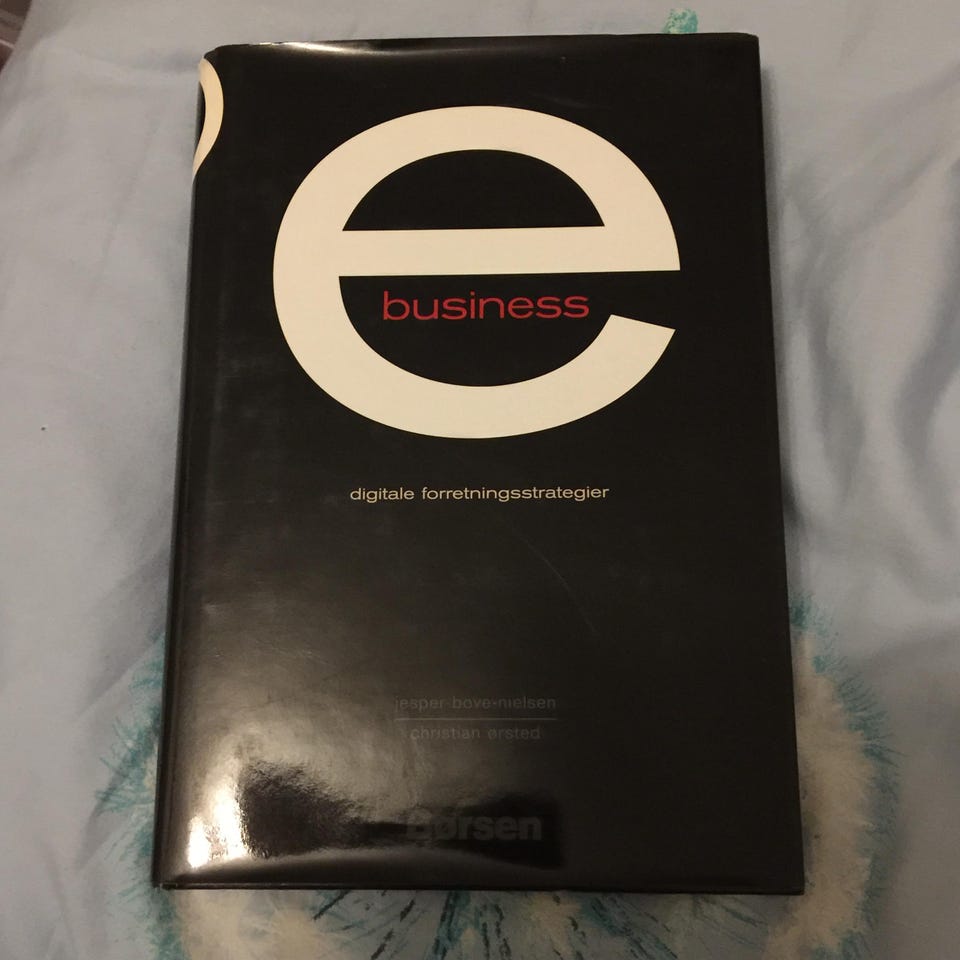 e
business
digitale forretningsstrategier
jesper bove-nielsen
christian ørsted
Børsen